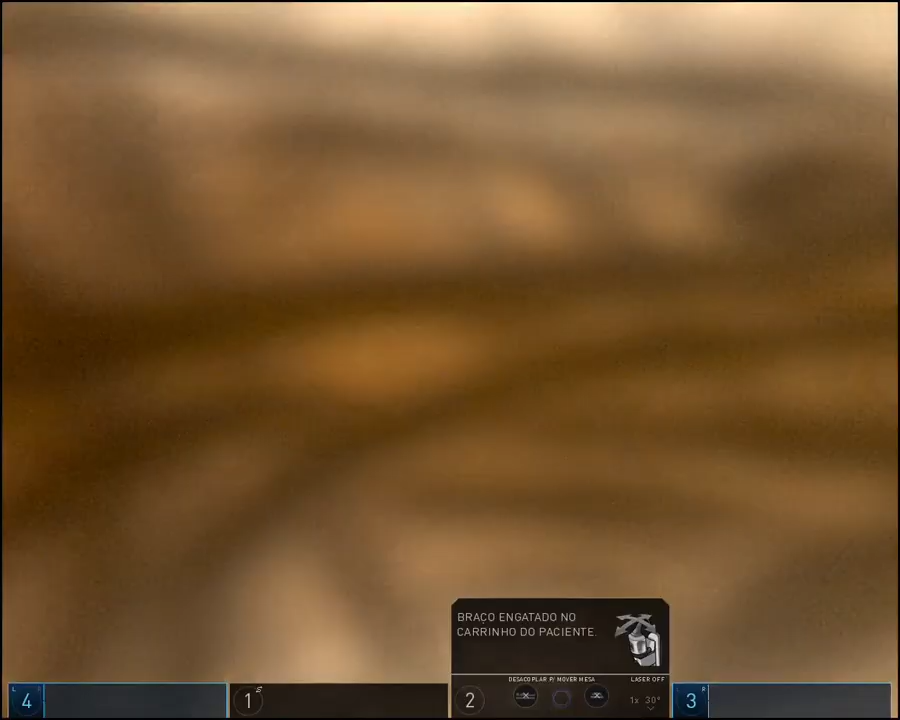 BRAÇO ENGATADO NO
CARRINHO DO PACIENTE.
DESACOPLAR P/ MOVER MESA
LASER OFF
4
1
2
1x 30°
3